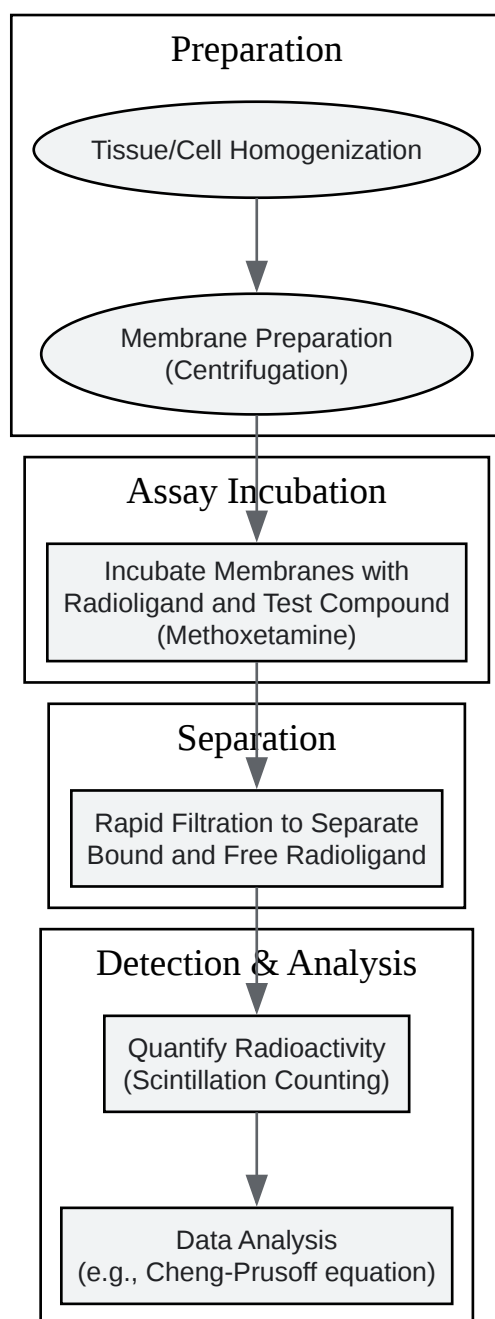 Preparation
Tissue/Cell Homogenization
Membrane Preparation
(Centrifugation)
Assay Incubation
Incubate Membranes with
Radioligand and Test Compound
(Methoxetamine)
Separation
Rapid Filtration to Separate
Bound and Free Radioligand
Detection & Analysis
Quantify Radioactivity
(Scintillation Counting)
Data Analysis
(e.g., Cheng-Prusoff equation)